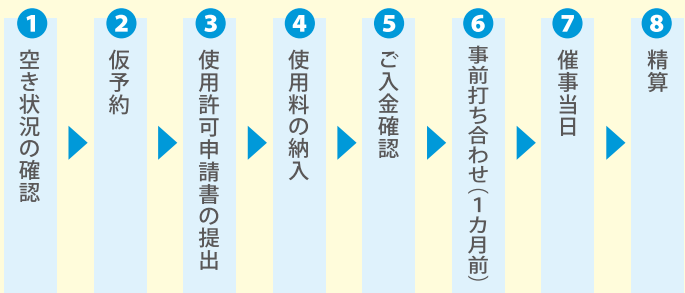 1
空き状況の確認
2
仮予約
3
使用許可申請書の提出
4
使用料の納入
5
ご入金確認
6
事前打ち合わせ(1カ月前)
7
催事当日
8
精算